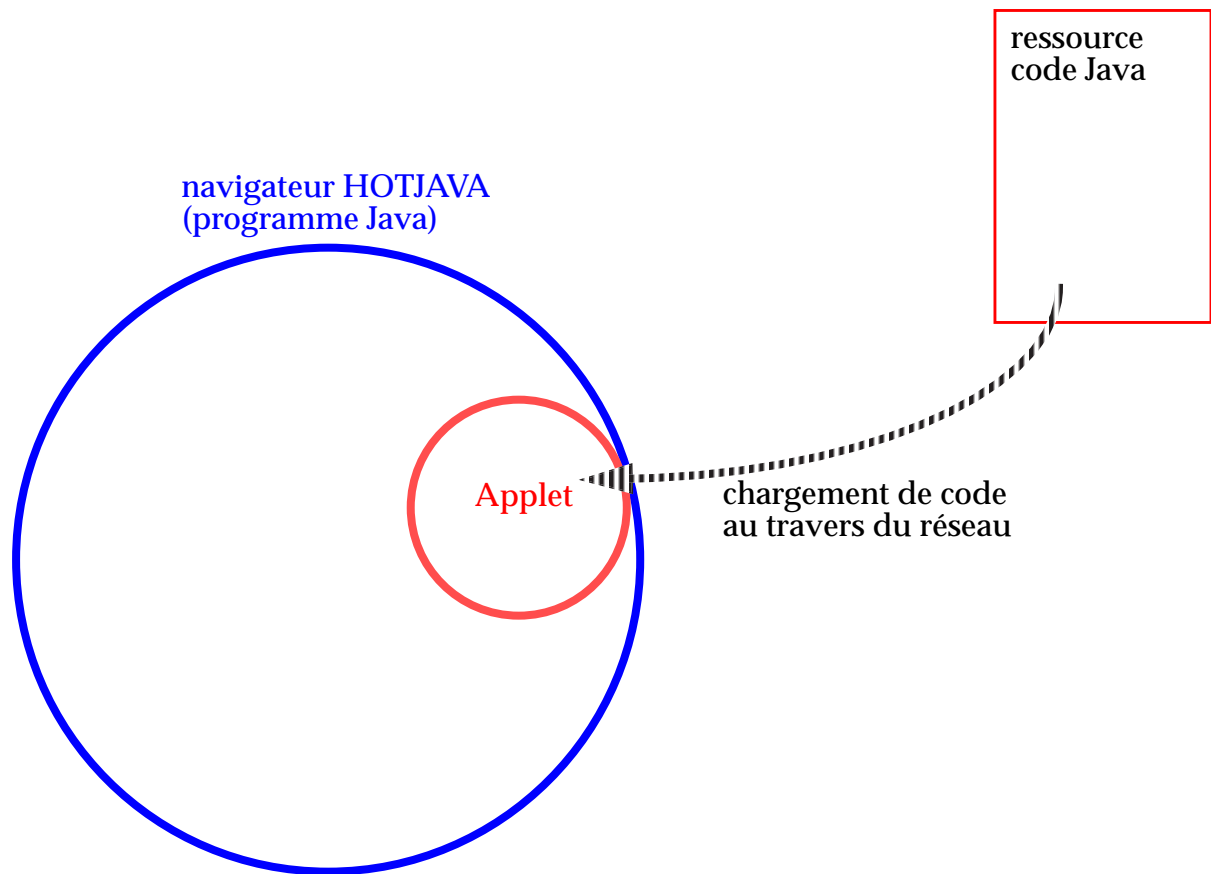 ressource
code Java
navigateur HOTJAVA
(programme Java)
Applet
chargement de code
au travers du réseau